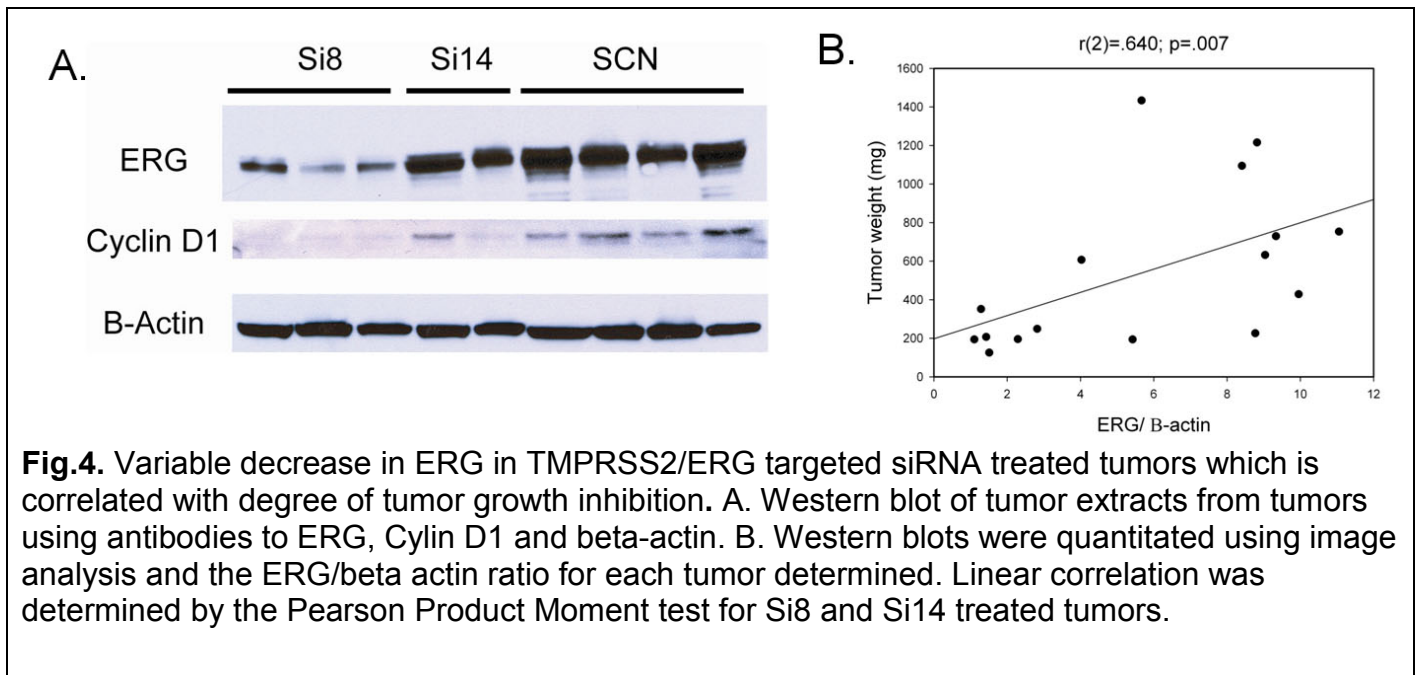 A.
Si8 Si14 SCN
ERG
Cyclin D1
B-Actin
B.
r(2)=.640; p=.007
Tumor weight (mg)
1600
1400
1200
1000
800
600
400
200
0
0 2 4 6 8 10 12
ERG/ B-actin
Fig.4. Variable decrease in ERG in TMPRSS2/ERG targeted siRNA treated tumors which is
correlated with degree of tumor growth inhibition. A. Western blot of tumor extracts from tumors
using antibodies to ERG, Cylin D1 and beta-actin. B. Western blots were quantitated using image
analysis and the ERG/beta actin ratio for each tumor determined. Linear correlation was
determined by the Pearson Product Moment test for Si8 and Si14 treated tumors.